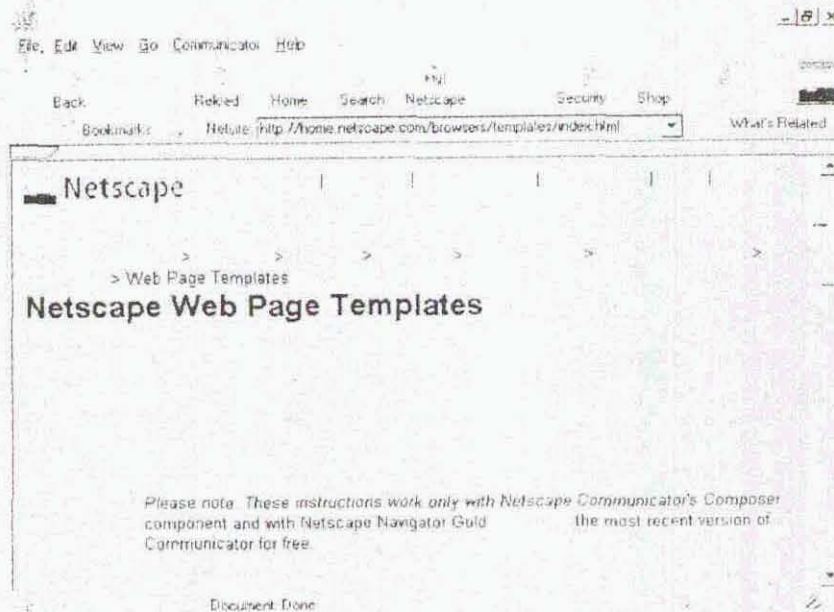 File Edit View Go Communicator Help
My
Back Reload Home Search Netscape Security Shop
Bookmarks Netsite: http://home.netscape.com/browsers/templates/index.html What's Related
Netscape | | | | |
> > > > > >
> Web Page Templates
Netscape Web Page Templates
Please note. These instructions work only with Netscape Communicator's Composer
component and with Netscape Navigator Gold the most recent version of
Communicator for free.
Document: Done